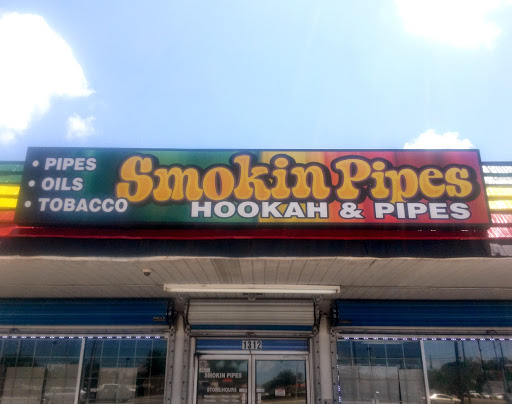 • PIPES
• OILS
• TOBACCO
Smokin Pipes
HOOKAH & PIPES
1312
SMOKIN PIPES
STORE HOURS